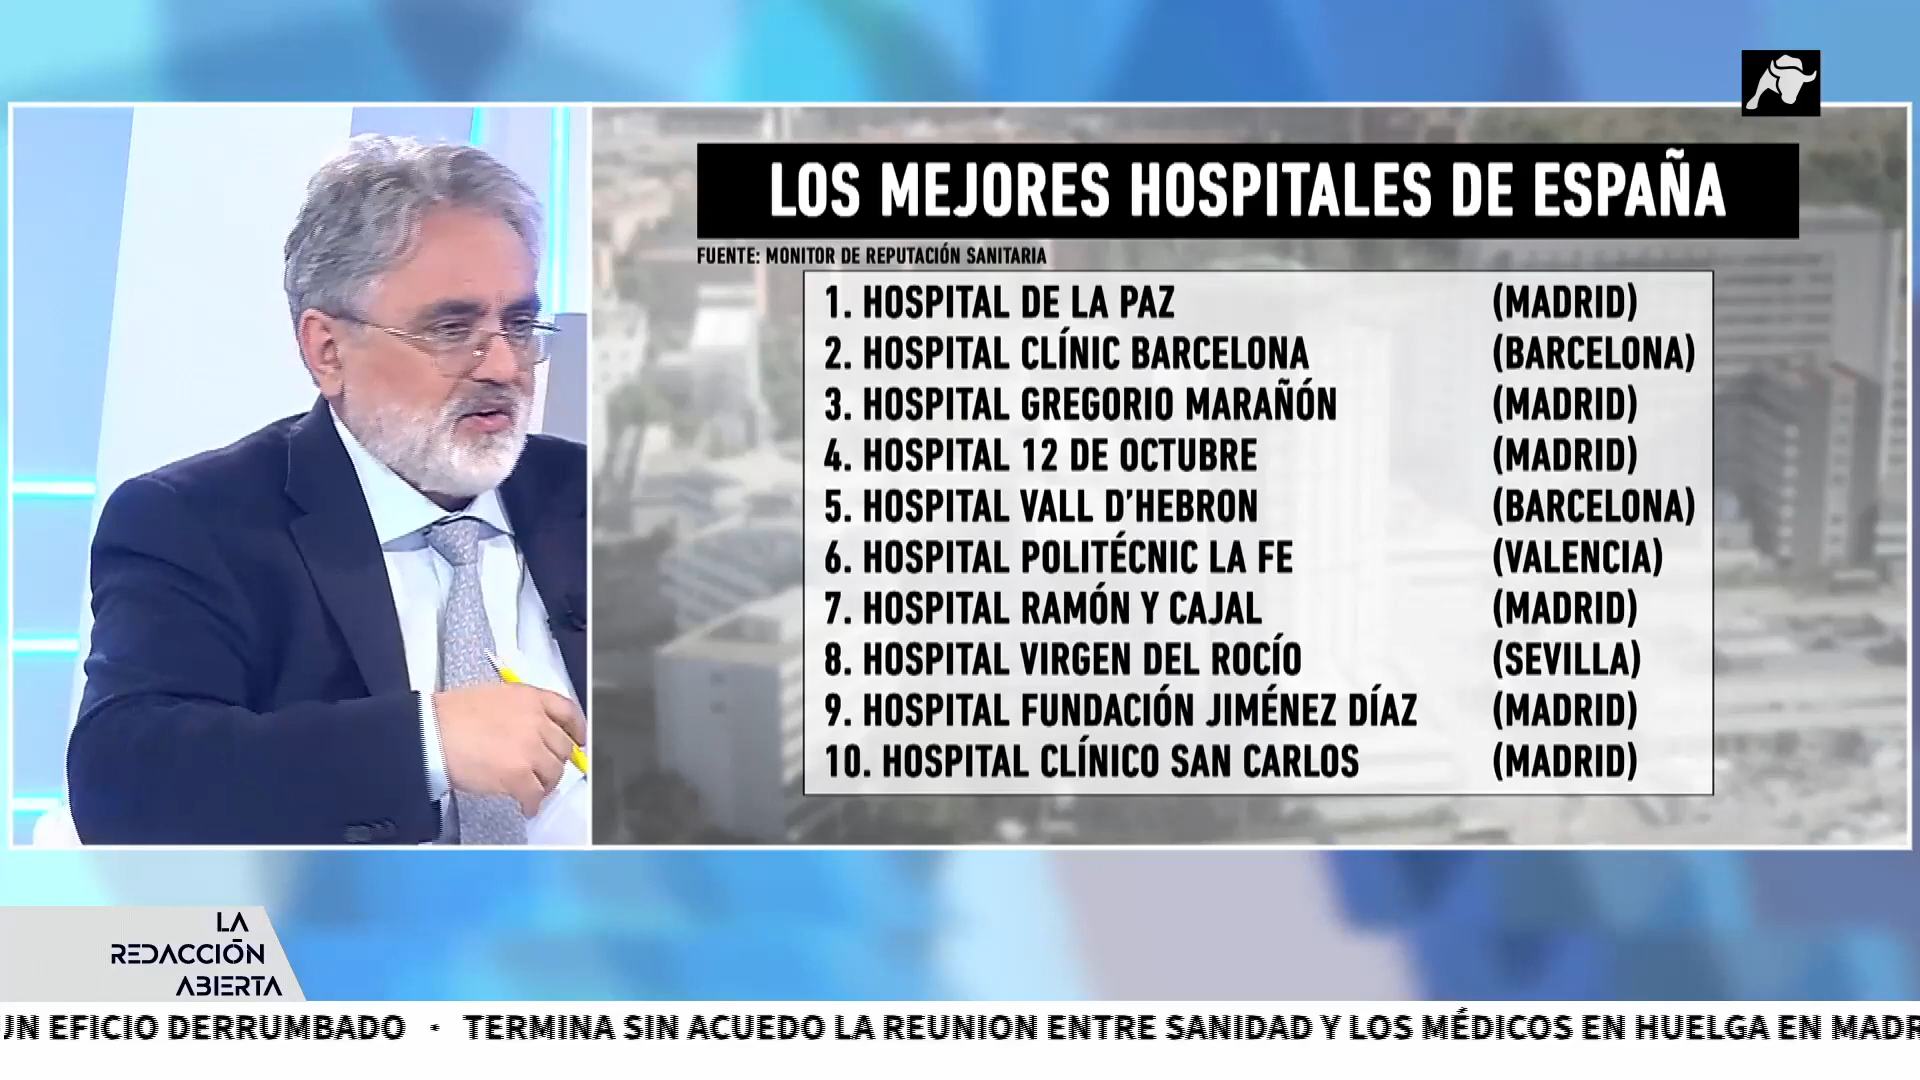 LOS MEJORES HOSPITALES DE ESPAÑA
FUENTE: MONITOR DE REPUTACIÓN SANITARIA
1. HOSPITAL DE LA PAZ (MADRID)
2. HOSPITAL CLÍNIC BARCELONA (BARCELONA)
3. HOSPITAL GREGORIO MARAÑÓN (MADRID)
4. HOSPITAL 12 DE OCTUBRE (MADRID)
5. HOSPITAL VALL D'HEBRON (BARCELONA)
6. HOSPITAL POLITÉCNIC LA FE (VALENCIA)
7. HOSPITAL RAMÓN Y CAJAL (MADRID)
8. HOSPITAL VIRGEN DEL ROCÍO (SEVILLA)
9. HOSPITAL FUNDACIÓN JIMÉNEZ DÍAZ (MADRID)
10. HOSPITAL CLÍNICO SAN CARLOS (MADRID)
LA
REDACCIÓN
ABIERTA
UN EFICIO DERRUMBADO · TERMINA SIN ACUEDO LA REUNION ENTRE SANIDAD Y LOS MÉDICOS EN HUELGA EN MADR